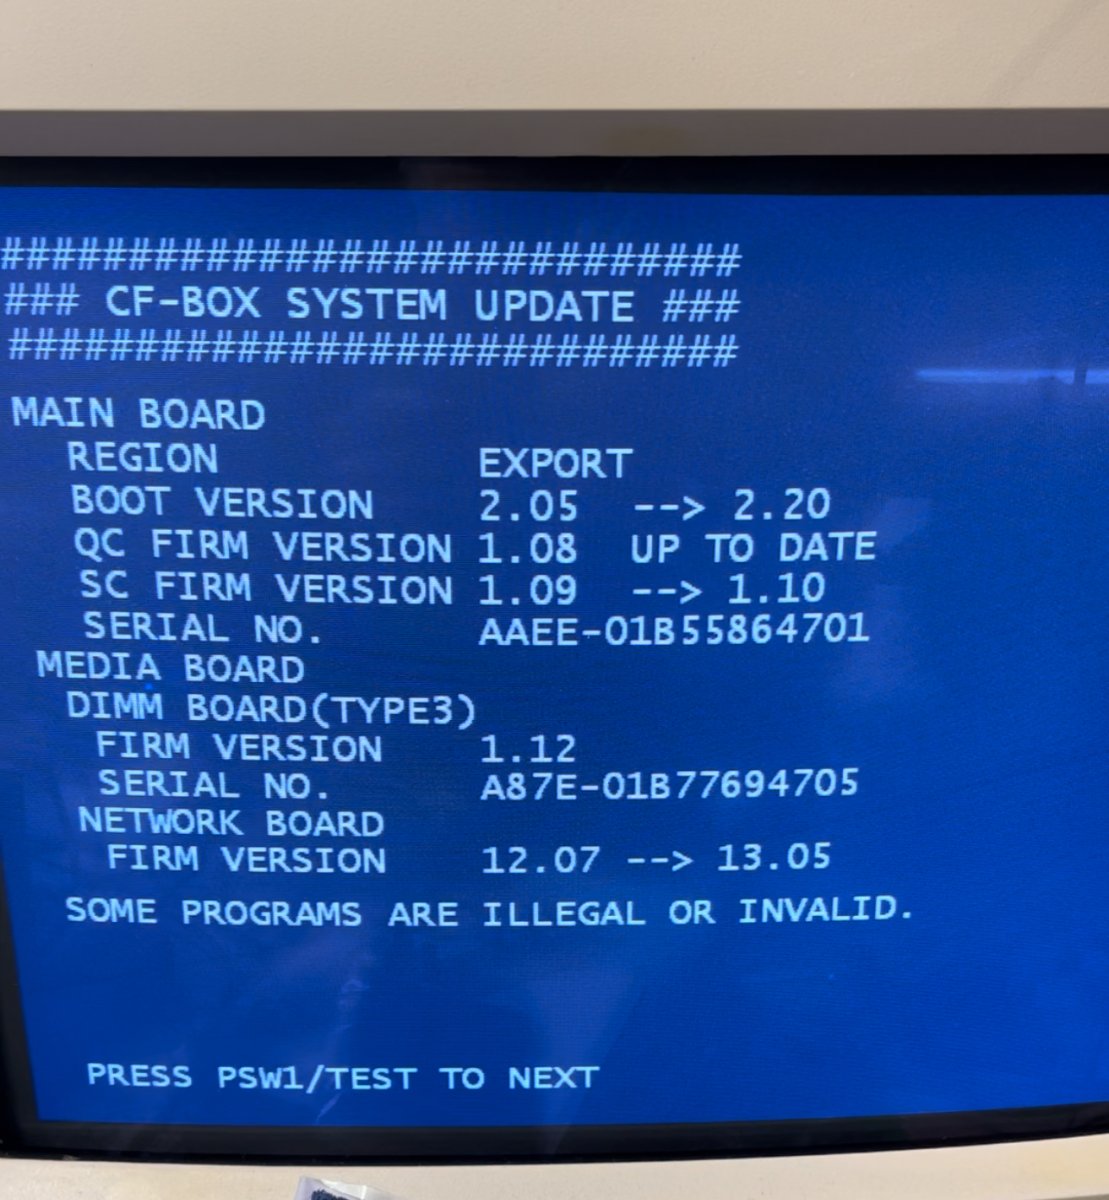 ############################
### CF-BOX SYSTEM UPDATE ###
############################
MAIN BOARD
REGION EXPORT
BOOT VERSION 2.05 --> 2.20
QC FIRM VERSION 1.08 UP TO DATE
SC FIRM VERSION 1.09 --> 1.10
SERIAL NO. AAEE-01B55864701
MEDIA BOARD
DIMM BOARD(TYPE3)
FIRM VERSION 1.12
SERIAL NO. A87E-01B77694705
NETWORK BOARD
FIRM VERSION 12.07 --> 13.05
SOME PROGRAMS ARE ILLEGAL OR INVALID.
PRESS PSW1/TEST TO NEXT